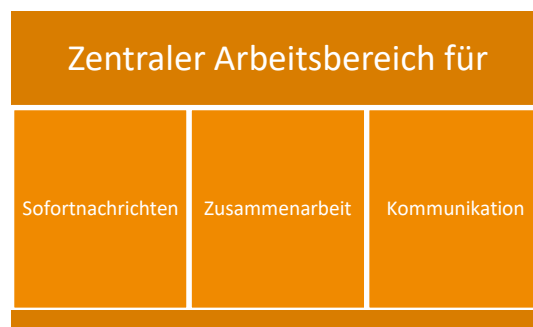 Zentraler Arbeitsbereich für
Sofortnachrichten
Zusammenarbeit
Kommunikation